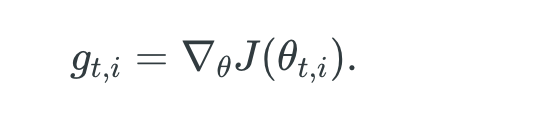 g_{t,i} = ∇_θ J(θ_{t,i}).